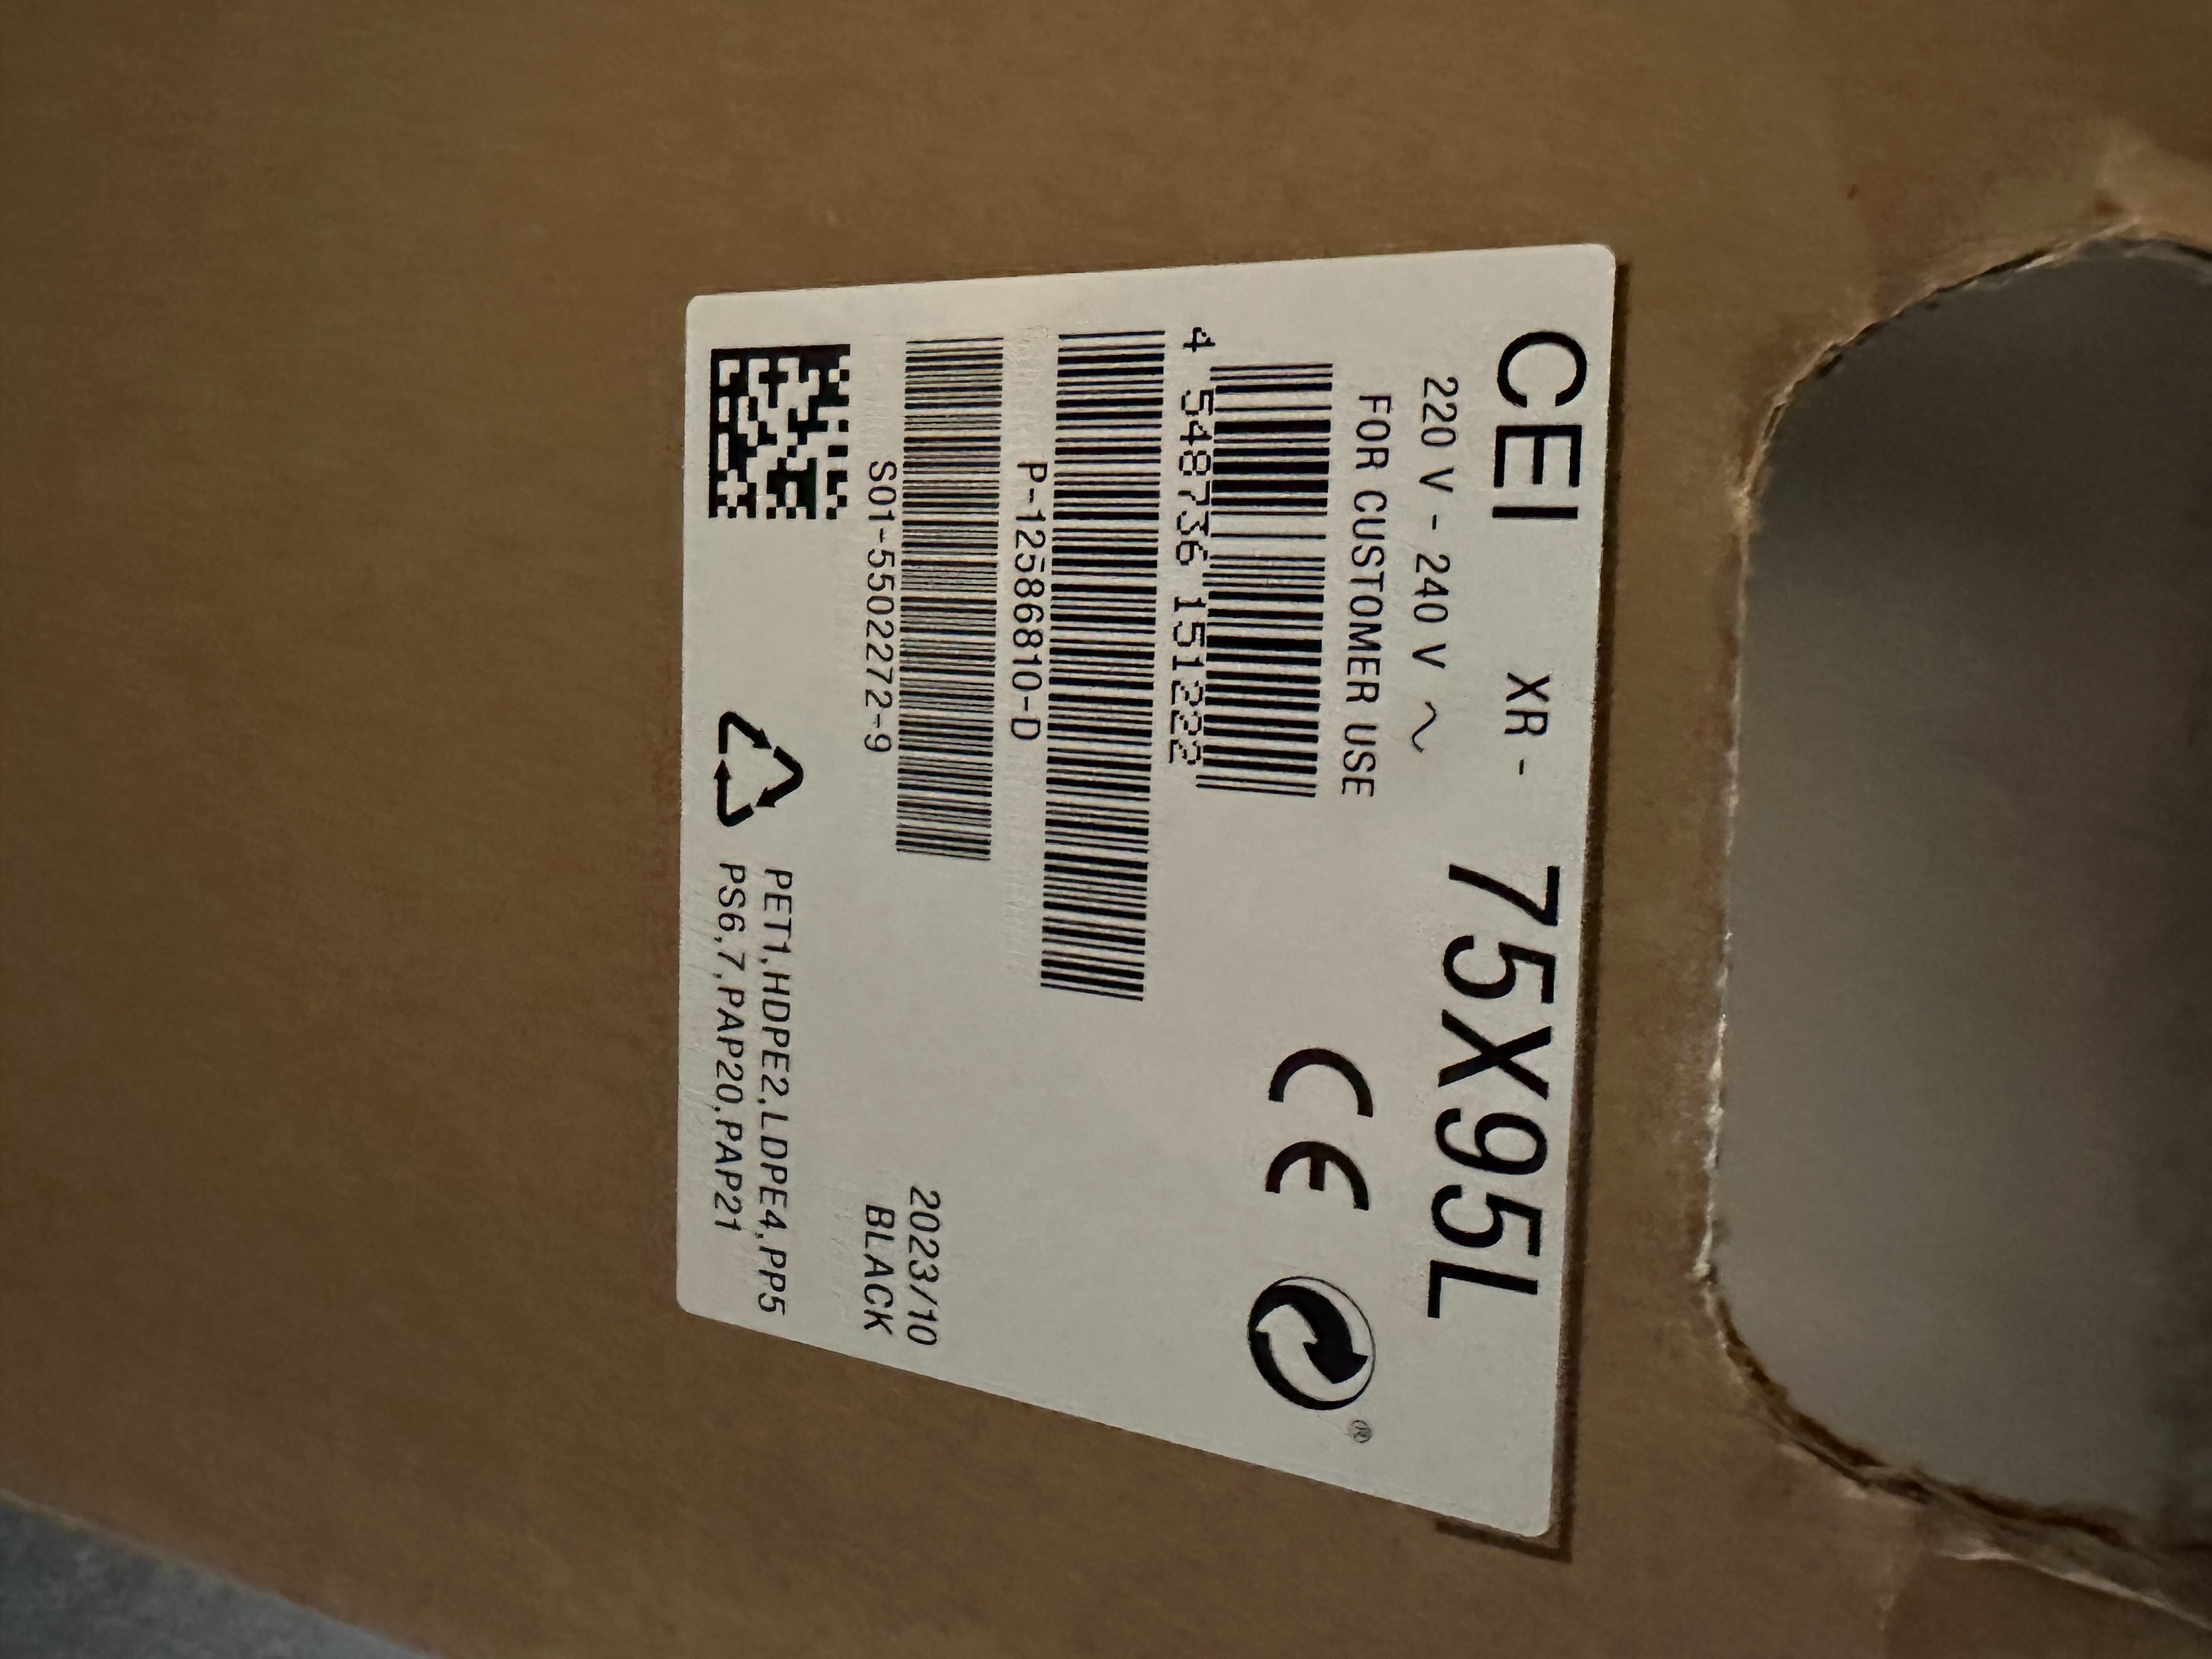 CEI XR - 75X95L
220 V - 240 V ~
FOR CUSTOMER USE
CE
®
4 548736 151222
P-12586810-D
S01-5502272-9
2023/10
BLACK
PET1,HDPE2,LDPE4,PP5
PS6,7,PAP20,PAP21